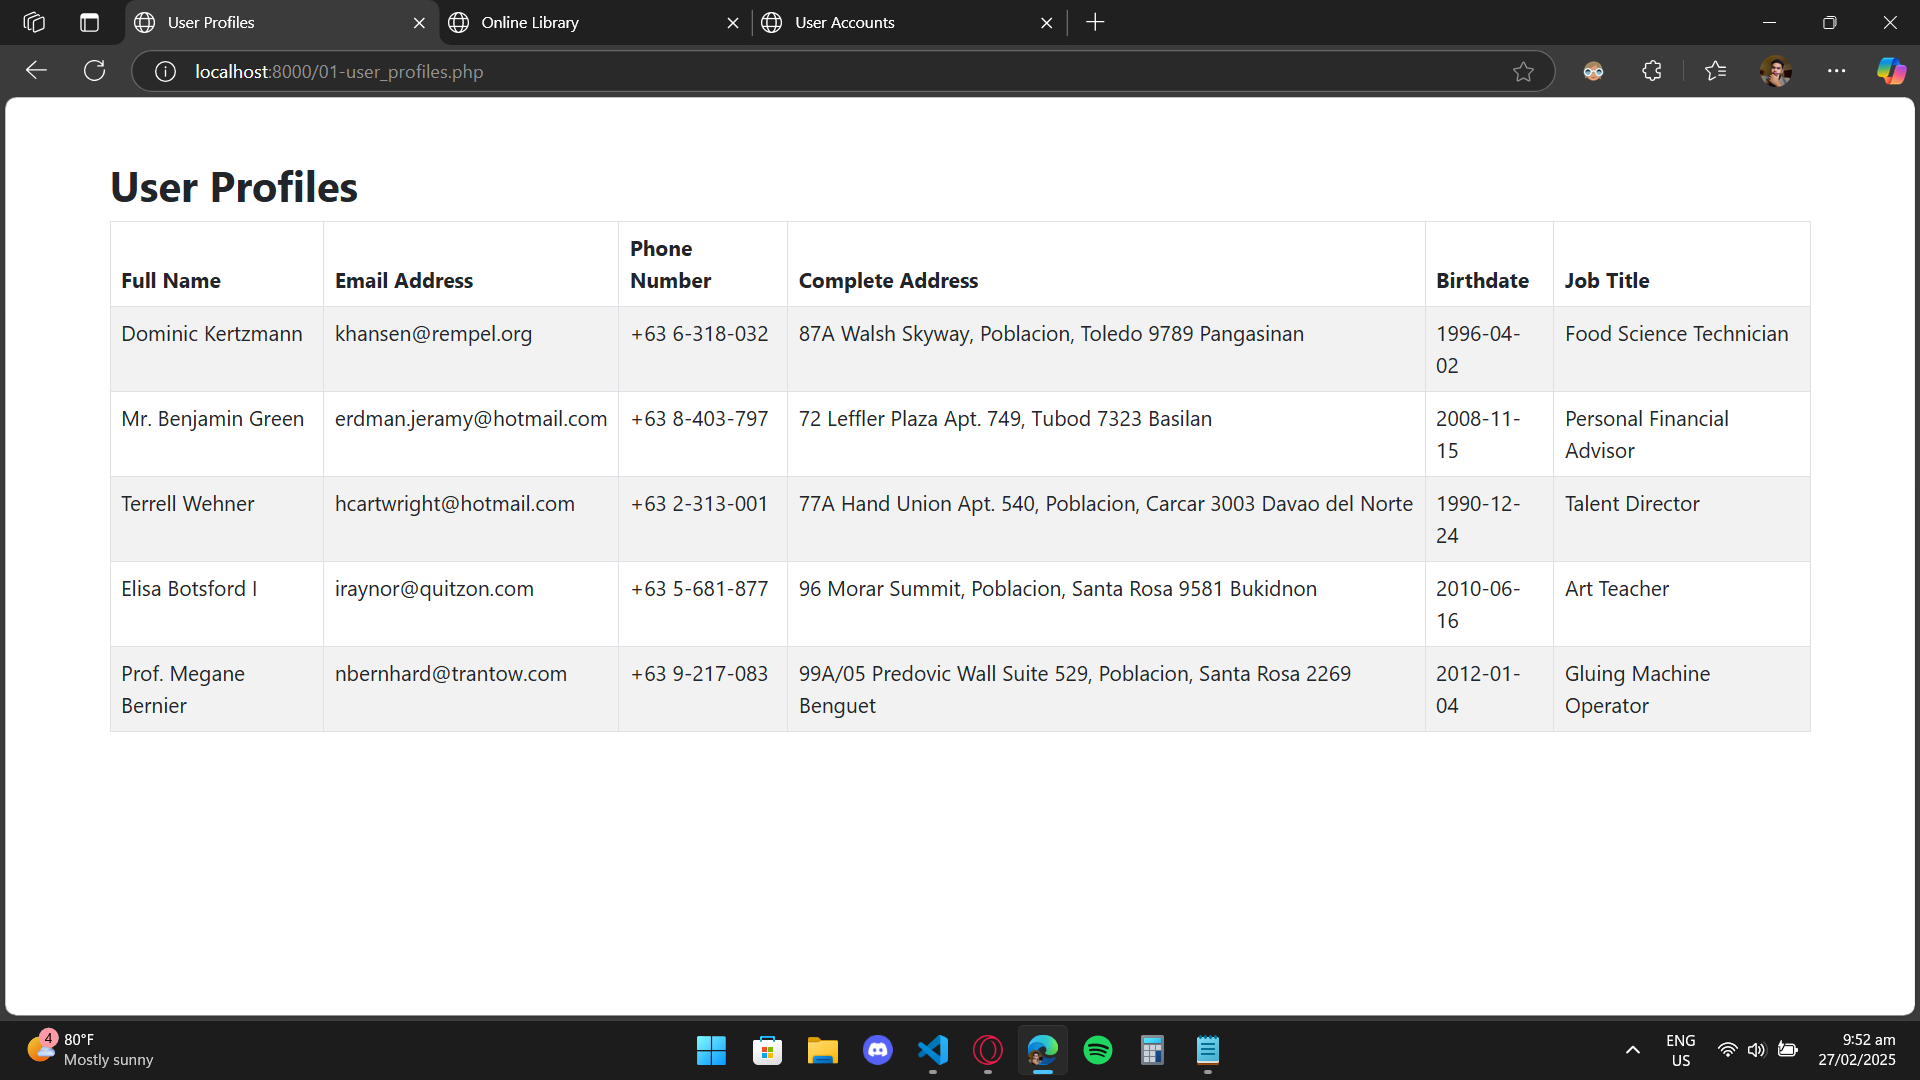 User Profiles
Online Library
User Accounts
localhost:8000/01-user_profiles.php
User Profiles
Full Name Email Address Phone Number Complete Address Birthdate Job Title
Dominic Kertzmann khansen@rempel.org +63 6-318-032 87A Walsh Skyway, Poblacion, Toledo 9789 Pangasinan 1996-04-02 Food Science Technician
Mr. Benjamin Green erdman.jeramy@hotmail.com +63 8-403-797 72 Leffler Plaza Apt. 749, Tubod 7323 Basilan 2008-11-15 Personal Financial Advisor
Terrell Wehner hcartwright@hotmail.com +63 2-313-001 77A Hand Union Apt. 540, Poblacion, Carcar 3003 Davao del Norte 1990-12-24 Talent Director
Elisa Botsford I iraynor@quitzon.com +63 5-681-877 96 Morar Summit, Poblacion, Santa Rosa 9581 Bukidnon 2010-06-16 Art Teacher
Prof. Megane Bernier nbernhard@trantow.com +63 9-217-083 99A/05 Predovic Wall Suite 529, Poblacion, Santa Rosa 2269 Benguet 2012-01-04 Gluing Machine Operator
4
80°F
Mostly sunny
ENG
US
9:52 am
27/02/2025